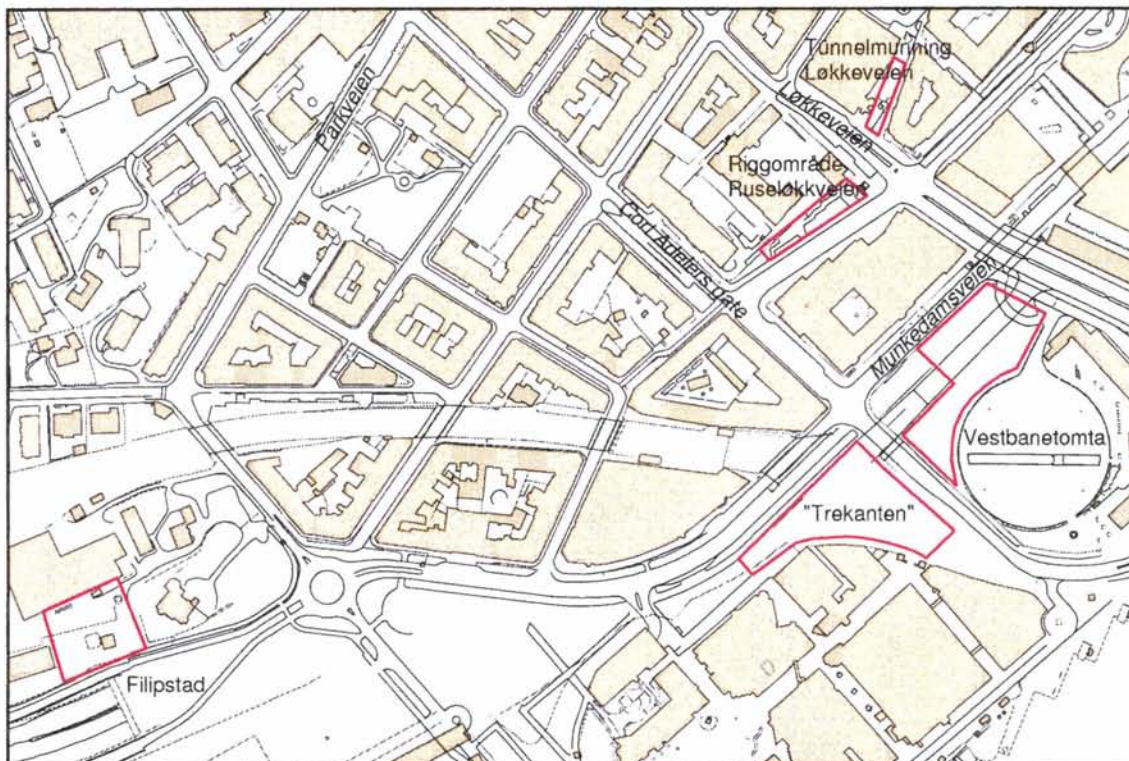 Tunnelmunning
Løkkeveien
Løkkeveien
Parkveien
Riggområde
Ruseløkkveien
Cort Adelers Gate
Munkedamsveien
Vestbanetomta
"Trekanten"
Filipstad